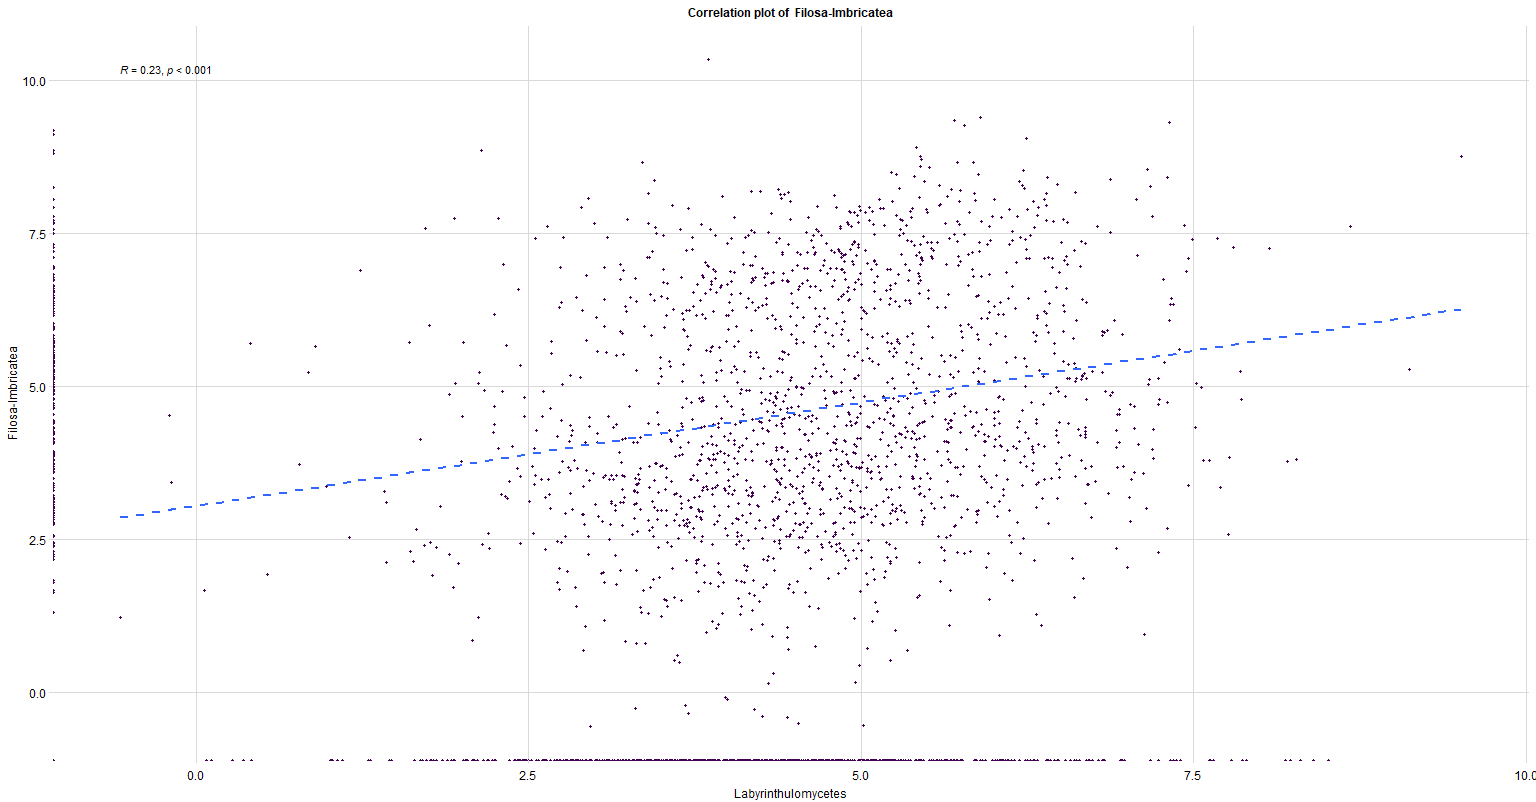 Correlation plot of Filosa-Imbricatea
R = 0.23, p < 0.001
10.0
7.5
5.0
2.5
0.0
Filosa-Imbricatea
0.0 2.5 5.0 7.5 10.0
Labyrinthulomycetes